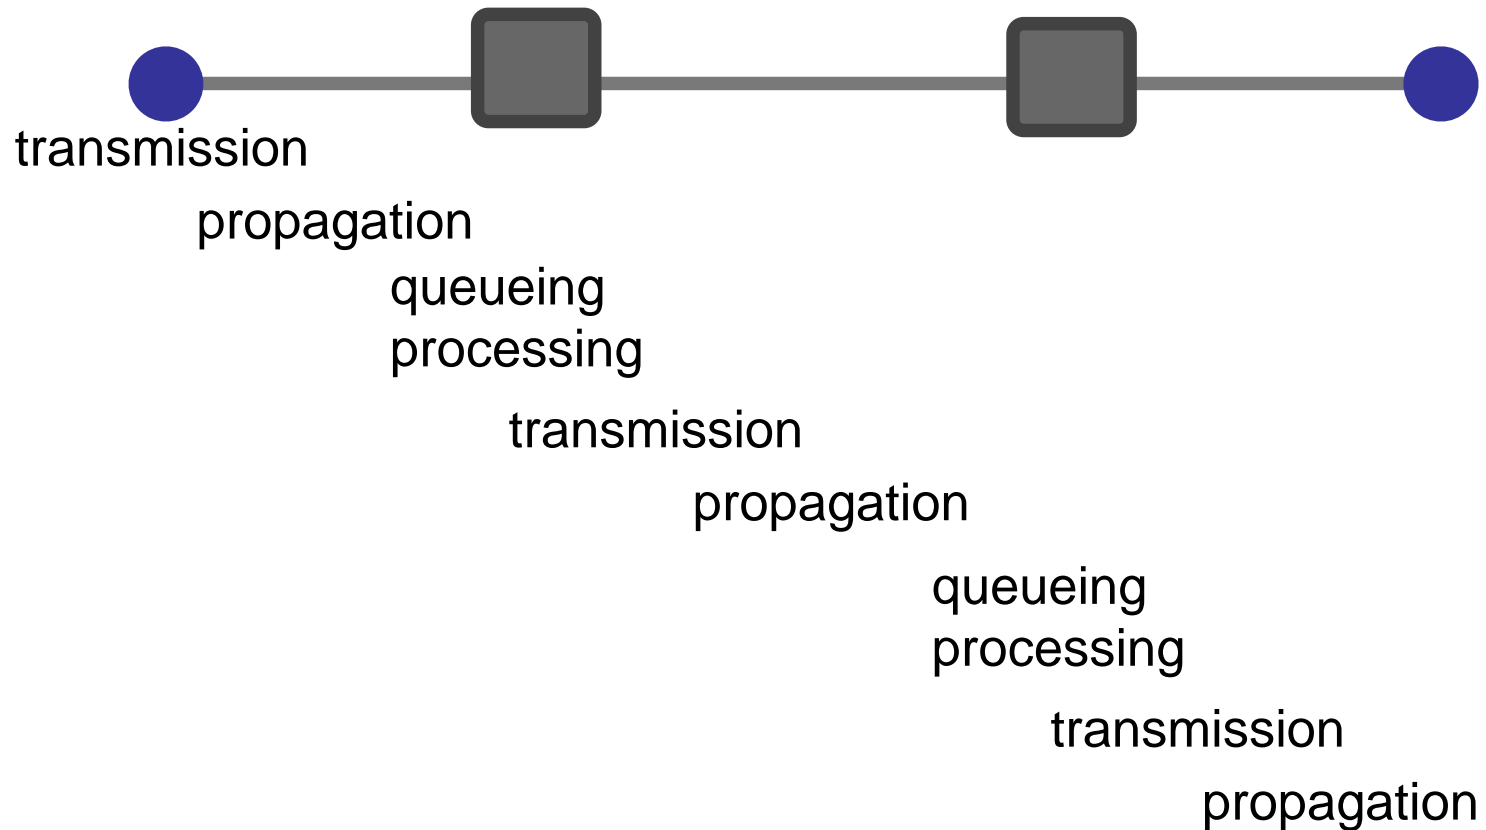 transmission
propagation
queueing
processing
transmission
propagation
queueing
processing
transmission
propagation